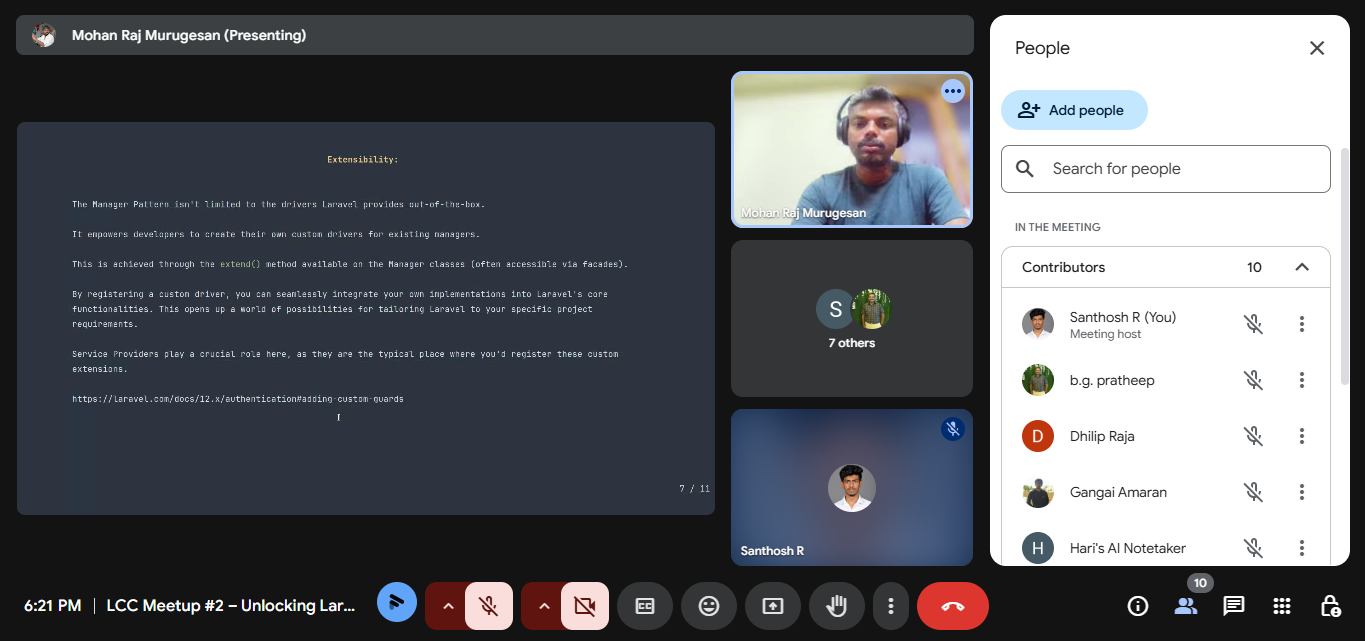 Mohan Raj Murugesan (Presenting)
Extensibility:
The Manager Pattern isn't limited to the drivers Laravel provides out-of-the-box.
It empowers developers to create their own custom drivers for existing managers.
This is achieved through the extend() method available on the Manager classes (often accessible via facades).
By registering a custom driver, you can seamlessly integrate your own implementations into Laravel's core
functionalities. This opens up a world of possibilities for tailoring Laravel to your specific project
requirements.
Service Providers play a crucial role here, as they are the typical place where you'd register these custom
extensions.
https://laravel.com/docs/12.x/authentication#adding-custom-guards
7 / 11
Mohan Raj Murugesan
S
7 others
Santhosh R
People
Add people
Search for people
IN THE MEETING
Contributors 10
Santhosh R (You)
Meeting host
b.g. pratheep
D Dhilip Raja
Gangai Amaran
H Hari's AI Notetaker
6:21 PM | LCC Meetup #2 – Unlocking Lar...
CC
10